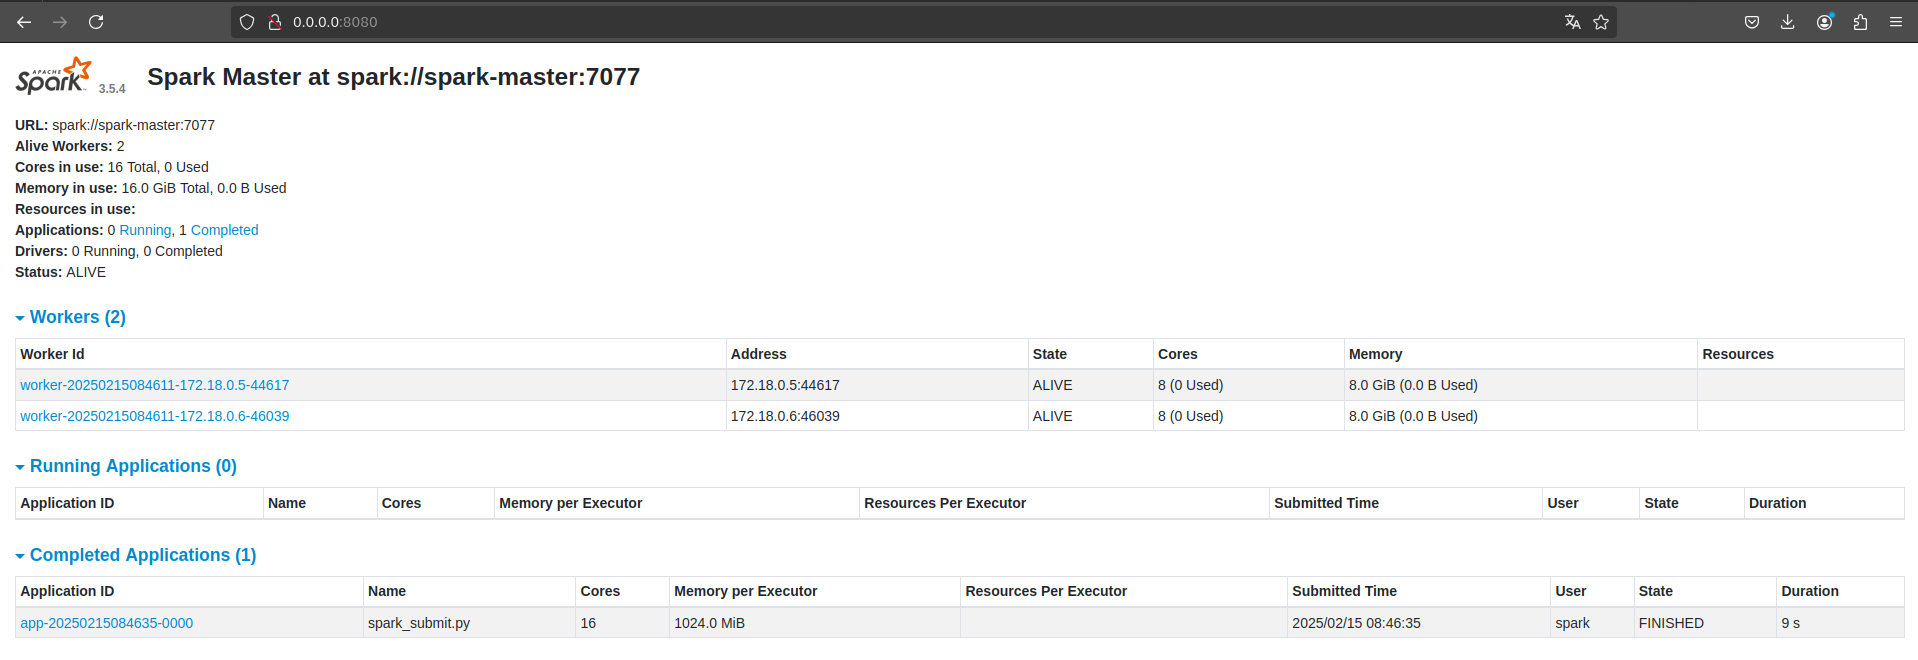 0.0.0.0:8080
APACHE
Spark 3.5.4 Spark Master at spark://spark-master:7077
URL: spark://spark-master:7077
Alive Workers: 2
Cores in use: 16 Total, 0 Used
Memory in use: 16.0 GiB Total, 0.0 B Used
Resources in use:
Applications: 0 Running, 1 Completed
Drivers: 0 Running, 0 Completed
Status: ALIVE
Workers (2)
Worker Id Address State Cores Memory Resources
worker-20250215084611-172.18.0.5-44617 172.18.0.5:44617 ALIVE 8 (0 Used) 8.0 GiB (0.0 B Used)
worker-20250215084611-172.18.0.6-46039 172.18.0.6:46039 ALIVE 8 (0 Used) 8.0 GiB (0.0 B Used)
Running Applications (0)
Application ID Name Cores Memory per Executor Resources Per Executor Submitted Time User State Duration
Completed Applications (1)
Application ID Name Cores Memory per Executor Resources Per Executor Submitted Time User State Duration
app-20250215084635-0000 spark_submit.py 16 1024.0 MiB 2025/02/15 08:46:35 spark FINISHED 9 s